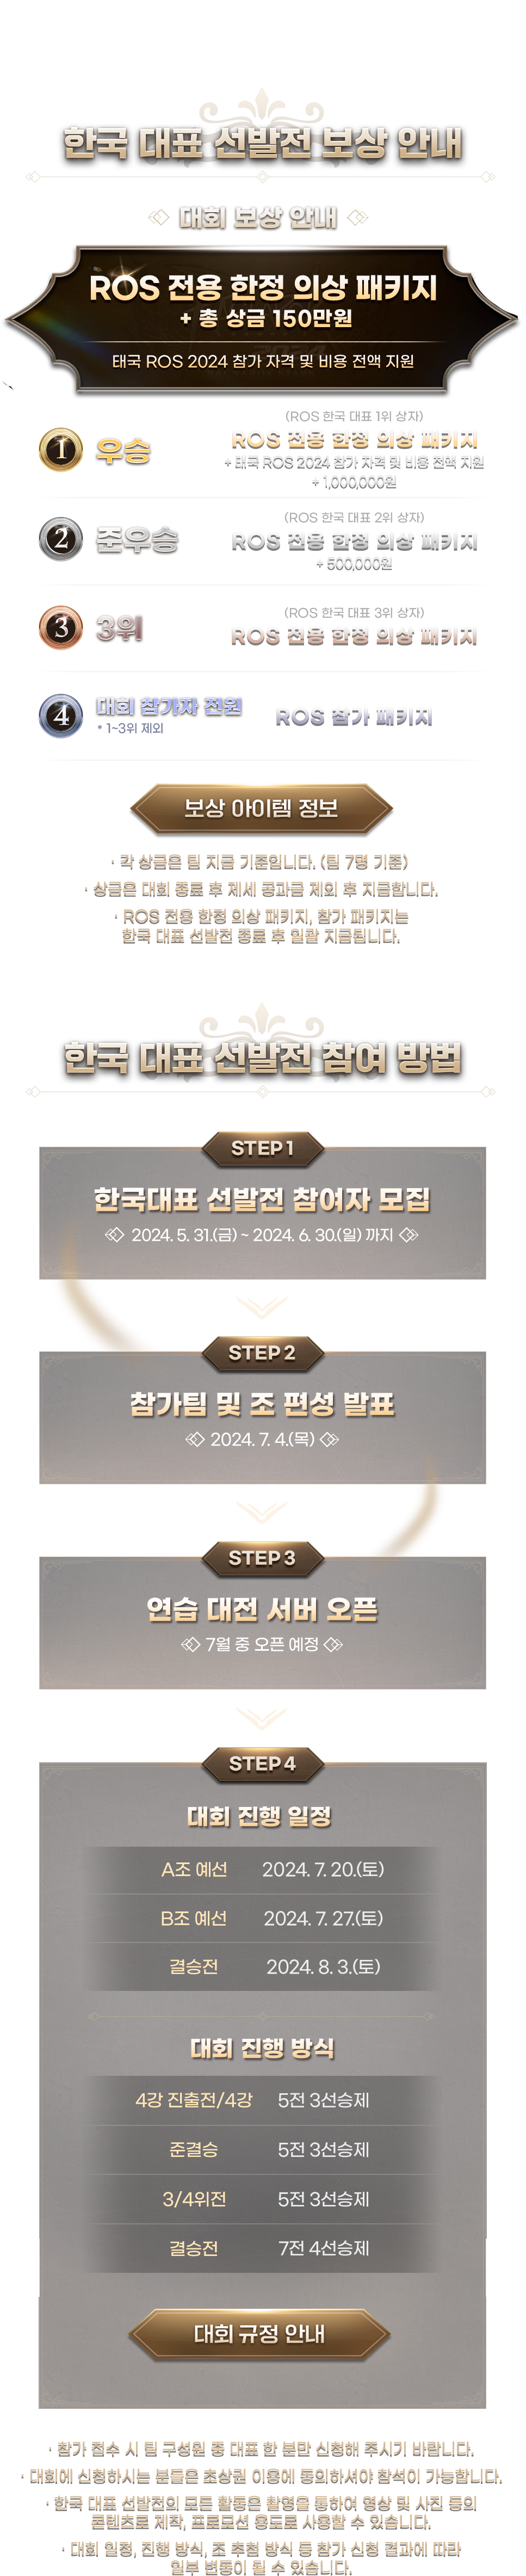 한국 대표 선발전 보상 안내
대회 보상 안내
ROS 전용 한정 의상 패키지
+ 총 상금 150만원
태국 ROS 2024 참가 자격 및 비용 전액 지원
1 우승
(ROS 한국 대표 1위 상자)
ROS 전용 한정 의상 패키지
+ 태국 ROS 2024 참가 자격 및 비용 전액 지원
+ 1,000,000원
2 준우승
(ROS 한국 대표 2위 상자)
ROS 전용 한정 의상 패키지
+ 500,000원
3 3위
(ROS 한국 대표 3위 상자)
ROS 전용 한정 의상 패키지
4 대회 참가자 전원
* 1~3위 제외
ROS 참가 패키지
보상 아이템 정보
· 각 상금은 팀 지급 기준입니다. (팀 7명 기준)
· 상금은 대회 종료 후 제세 공과금 제외 후 지급합니다.
· ROS 전용 한정 의상 패키지, 참가 패키지는
한국 대표 선발전 종료 후 일괄 지급됩니다.
한국 대표 선발전 참여 방법
STEP 1
한국대표 선발전 참여자 모집
2024. 5. 31.(금) ~ 2024. 6. 30.(일) 까지
STEP 2
참가팀 및 조 편성 발표
2024. 7. 4.(목)
STEP 3
연습 대전 서버 오픈
7월 중 오픈 예정
STEP 4
대회 진행 일정
A조 예선 2024. 7. 20.(토)
B조 예선 2024. 7. 27.(토)
결승전 2024. 8. 3.(토)
대회 진행 방식
4강 진출전/4강 5전 3선승제
준결승 5전 3선승제
3/4위전 5전 3선승제
결승전 7전 4선승제
대회 규정 안내
· 참가 접수 시 팀 구성원 중 대표 한 분만 신청해 주시기 바랍니다.
· 대회에 신청하시는 분들은 초상권 이용에 동의하셔야 참석이 가능합니다.
· 한국 대표 선발전의 모든 활동은 촬영을 통하여 영상 및 사진 등의
콘텐츠로 제작, 프로모션 용도로 사용할 수 있습니다.
· 대회 일정, 진행 방식, 조 추첨 방식 등 참가 신청 결과에 따라
일부 변동이 될 수 있습니다.